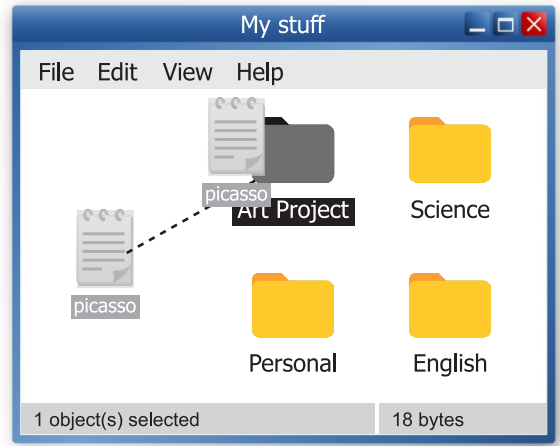 My stuff
File Edit View Help
picasso
Art Project
Science
picasso
Personal
English
1 object(s) selected
18 bytes